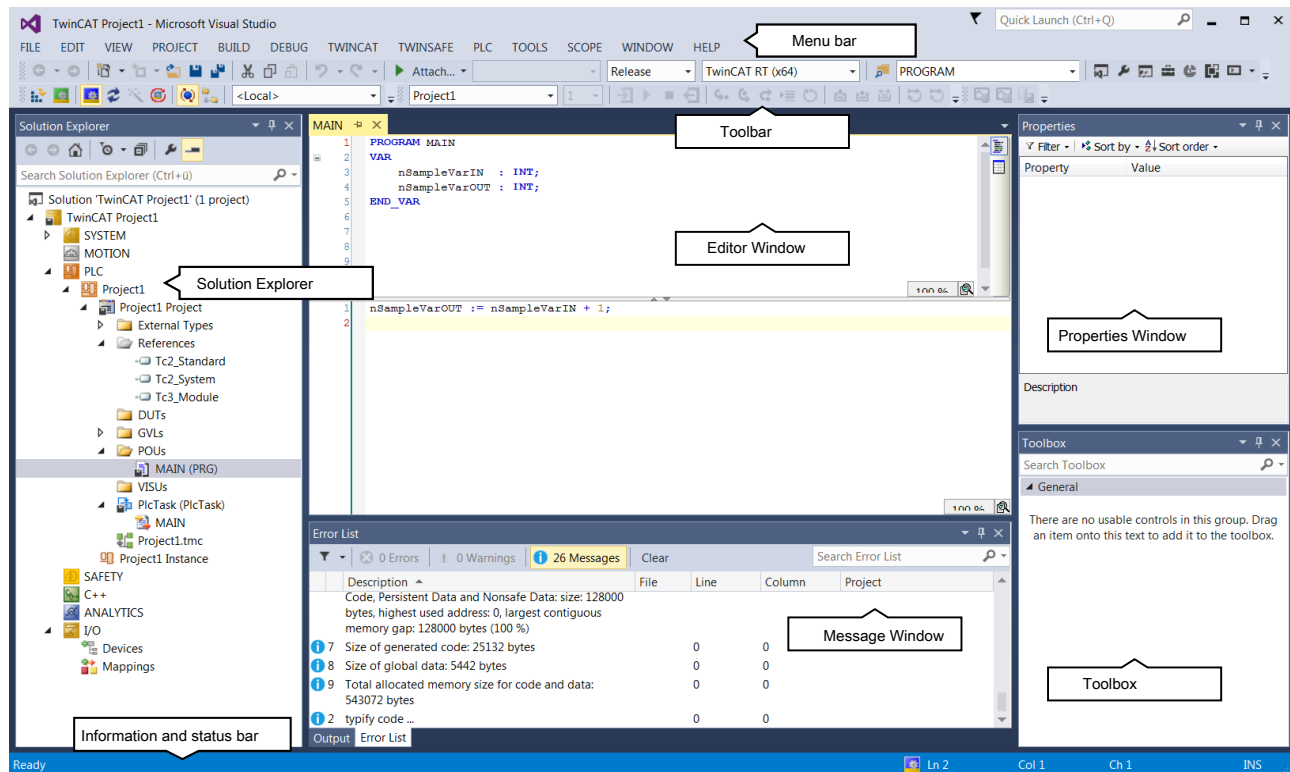 TwinCAT Project1 - Microsoft Visual Studio
Quick Launch (Ctrl+Q)
FILE EDIT VIEW PROJECT BUILD DEBUG TWINCAT TWINSAFE PLC TOOLS SCOPE WINDOW HELP
Menu bar
Attach... Release TwinCAT RT (x64) PROGRAM
<Local> Project1 1
Toolbar
Solution Explorer
Search Solution Explorer (Ctrl+ü)
Solution 'TwinCAT Project1' (1 project)
TwinCAT Project1
SYSTEM
MOTION
PLC
Project1
Solution Explorer
Project1 Project
External Types
References
Tc2_Standard
Tc2_System
Tc3_Module
DUTs
GVLs
POUs
MAIN (PRG)
VISUs
PlcTask (PlcTask)
MAIN
Project1.tmc
Project1 Instance
SAFETY
C++
ANALYTICS
I/O
Devices
Mappings
Information and status bar
MAIN
1 PROGRAM MAIN
2 VAR
3 nSampleVarIN : INT;
4 nSampleVarOUT : INT;
5 END_VAR
6
7
8
9
Editor Window
100 %
1 nSampleVarOUT := nSampleVarIN + 1;
2
100 %
Error List
0 Errors 0 Warnings 26 Messages Clear Search Error List
Description File Line Column Project
Code, Persistent Data and Nonsafe Data: size: 128000
bytes, highest used address: 0, largest contiguous
memory gap: 128000 bytes (100 %)
7 Size of generated code: 25132 bytes 0 0
8 Size of global data: 5442 bytes 0 0
9 Total allocated memory size for code and data: 0 0
543072 bytes
2 typify code ... 0 0
Message Window
Output Error List
Properties
Filter Sort by Sort order
Property Value
Properties Window
Description
Toolbox
Search Toolbox
General
There are no usable controls in this group. Drag
an item onto this text to add it to the toolbox.
Toolbox
Ready Ln 2 Col 1 Ch 1 INS